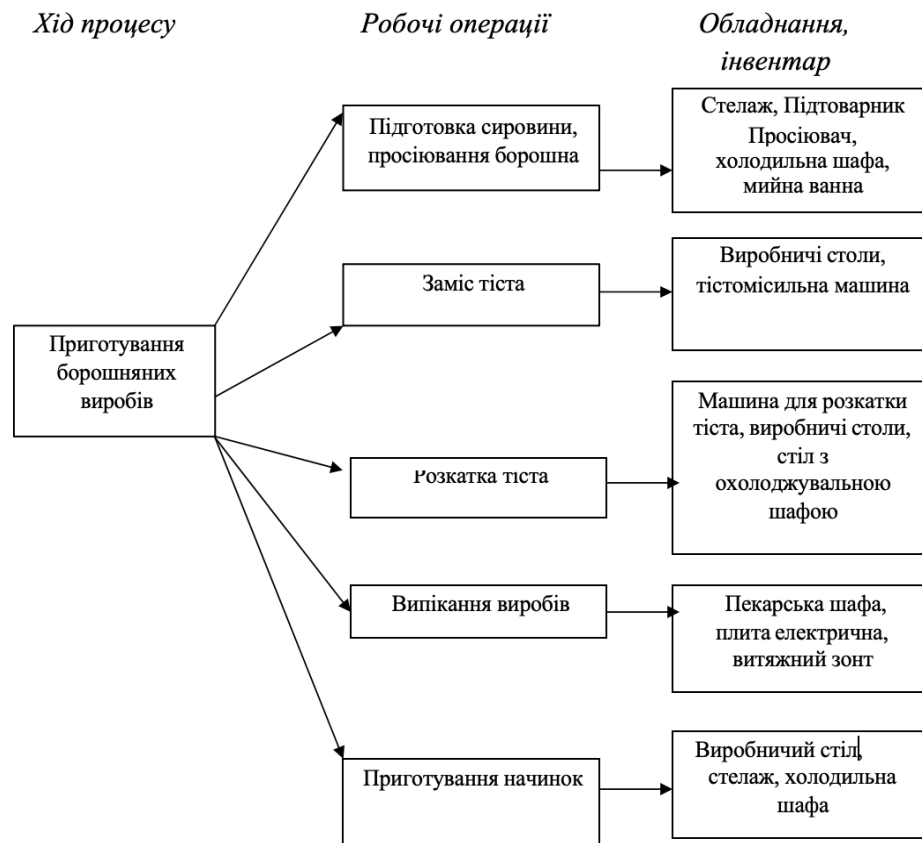 Хід процесу
Робочі операції
Обладнання,
інвентар
Підготовка сировини,
просіювання борошна
Стелаж, Підтоварник
Просіювач,
холодильна шафа,
мийна ванна
Заміс тіста
Виробничі столи,
тістомісильна машина
Приготування
борошняних
виробів
Розкатка тіста
Машина для розкатки
тіста, виробничі столи,
стіл з
охолоджувальною
шафою
Випікання виробів
Пекарська шафа,
плита електрична,
витяжний зонт
Приготування начинок
Виробничий стіл,
стелаж, холодильна
шафа